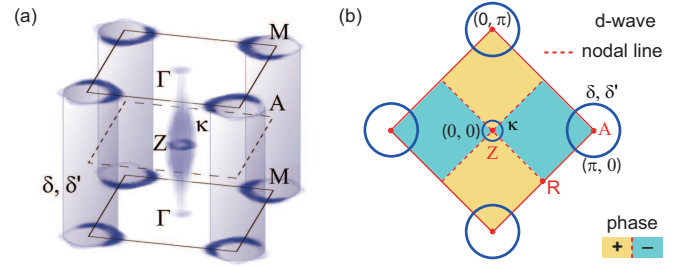 (a)
M
Γ
A
κ
Z
M
δ, δ'
Γ
(b)
(0, π)
d-wave
nodal line
δ, δ'
(0, 0)
κ
Z
A
(π, 0)
R
phase
+ −